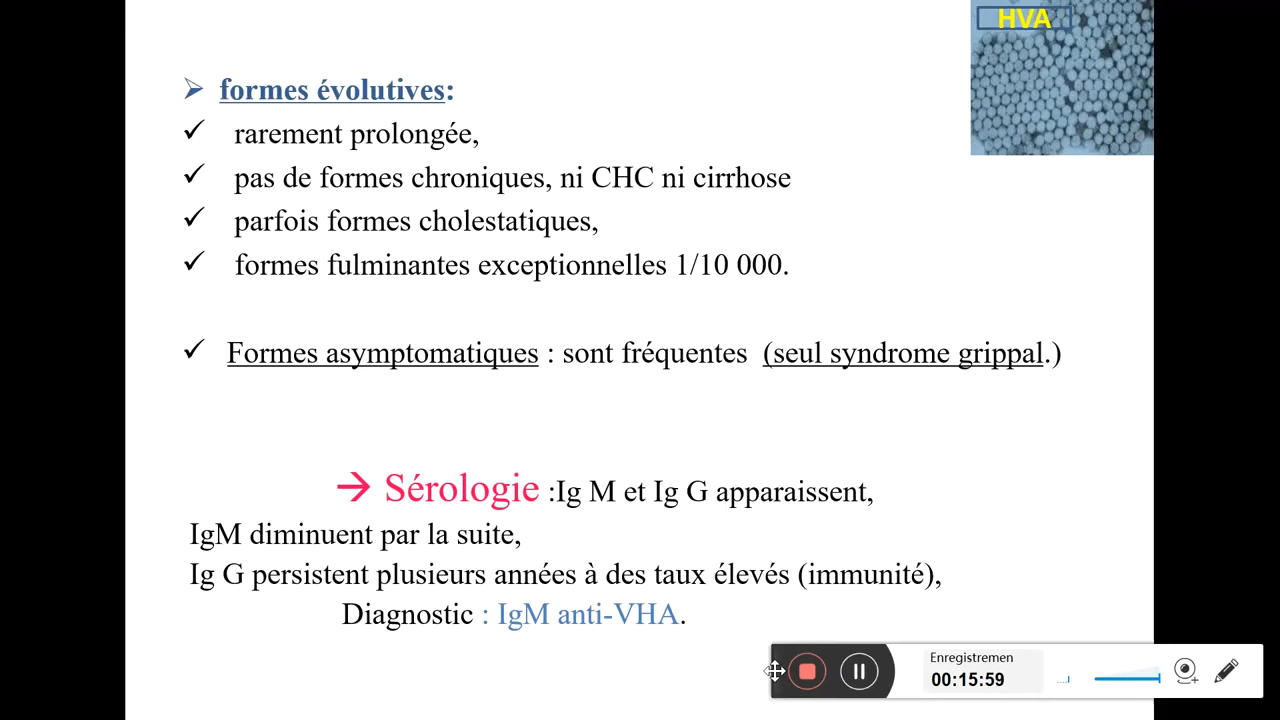 HVA
➢ formes évolutives:
✓ rarement prolongée,
✓ pas de formes chroniques, ni CHC ni cirrhose
✓ parfois formes cholestatiques,
✓ formes fulminantes exceptionnelles 1/10 000.
✓ Formes asymptomatiques : sont fréquentes (seul syndrome grippal.)
→ Sérologie :Ig M et Ig G apparaissent,
IgM diminuent par la suite,
Ig G persistent plusieurs années à des taux élevés (immunité),
Diagnostic : IgM anti-VHA.
Enregistremen
00:15:59